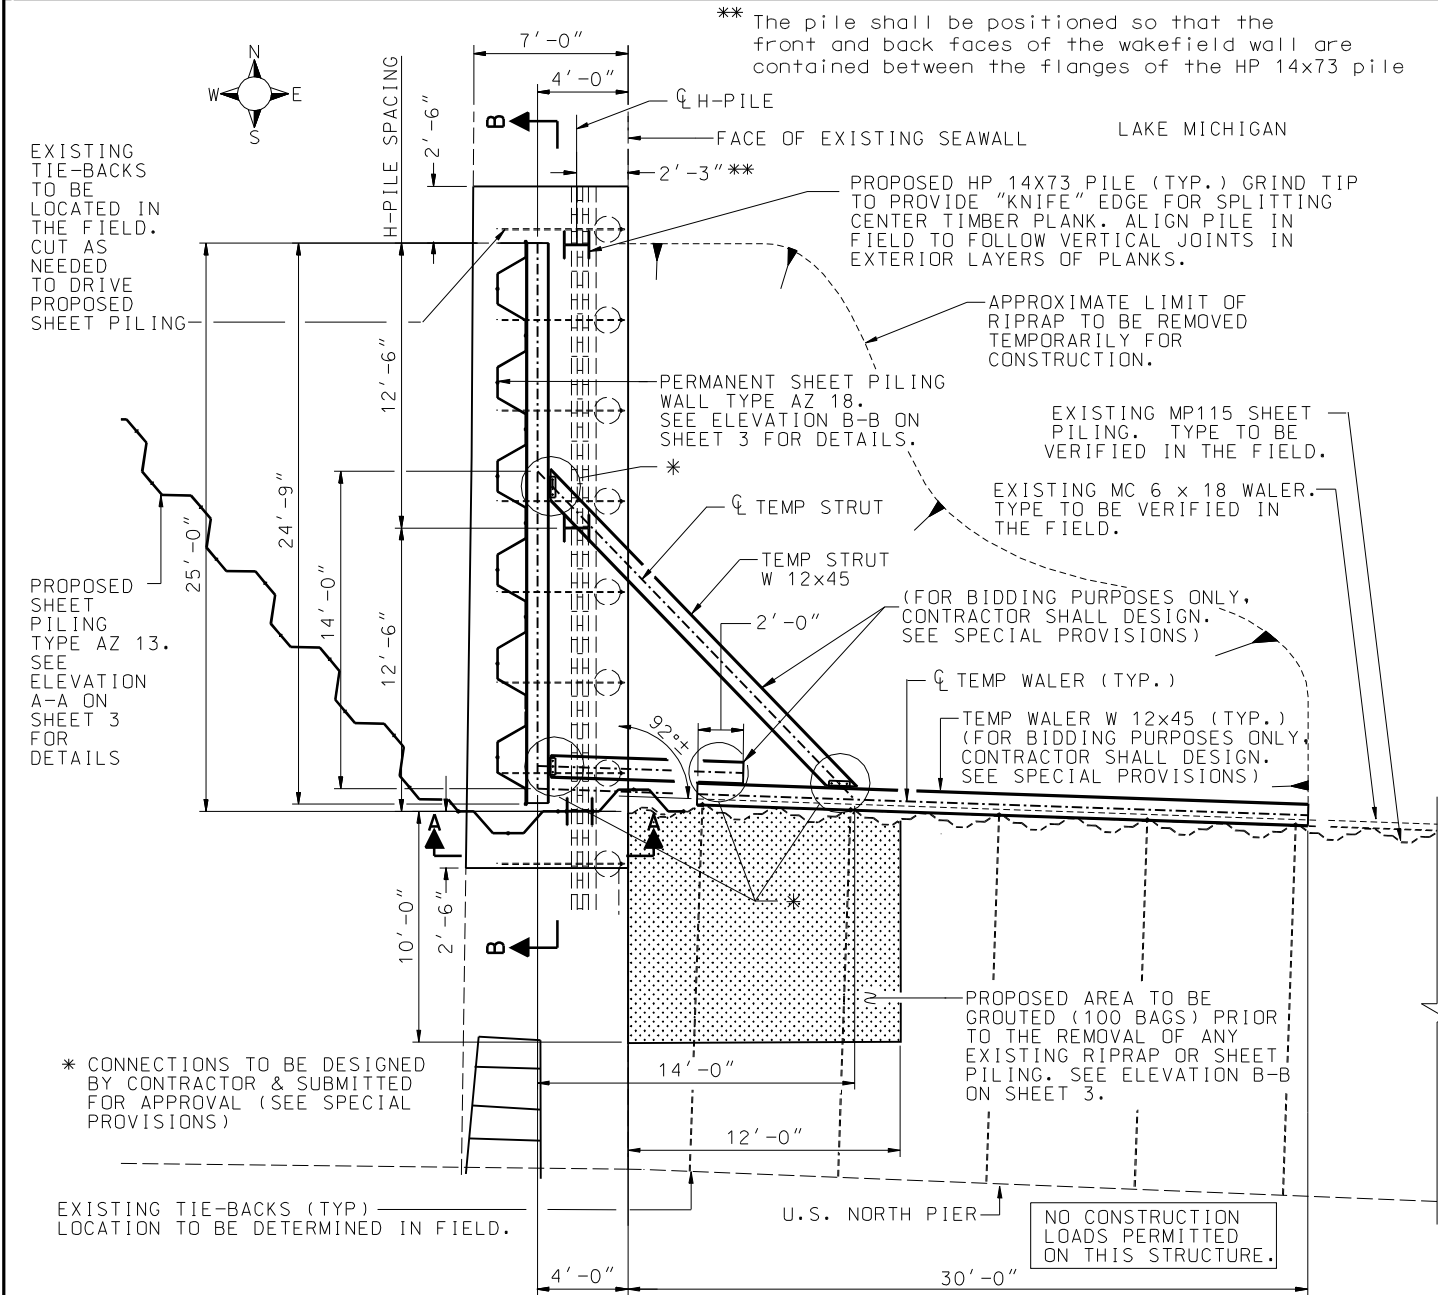 ** The pile shall be positioned so that the
front and back faces of the wakefield wall are
contained between the flanges of the HP 14x73 pile
N
W
E
S
7'-0"
4'-0"
H-PILE SPACING
2'-6"
B
℄ H-PILE
FACE OF EXISTING SEAWALL
LAKE MICHIGAN
2'-3" **
EXISTING
TIE-BACKS
TO BE
LOCATED IN
THE FIELD.
CUT AS
NEEDED
TO DRIVE
PROPOSED
SHEET PILING
PROPOSED HP 14X73 PILE (TYP.) GRIND TIP
TO PROVIDE "KNIFE" EDGE FOR SPLITTING
CENTER TIMBER PLANK. ALIGN PILE IN
FIELD TO FOLLOW VERTICAL JOINTS IN
EXTERIOR LAYERS OF PLANKS.
APPROXIMATE LIMIT OF
RIPRAP TO BE REMOVED
TEMPORARILY FOR
CONSTRUCTION.
12'-6"
PERMANENT SHEET PILING
WALL TYPE AZ 18.
SEE ELEVATION B-B ON
SHEET 3 FOR DETAILS.
*
EXISTING MP115 SHEET
PILING. TYPE TO BE
VERIFIED IN THE FIELD.
EXISTING MC 6 x 18 WALER.
TYPE TO BE VERIFIED IN
THE FIELD.
℄ TEMP STRUT
24'-9"
25'-0"
14'-0"
12'-6"
TEMP STRUT
W 12x45
PROPOSED
SHEET
PILING
TYPE AZ 13.
SEE
ELEVATION
A-A ON
SHEET 3
FOR
DETAILS
(FOR BIDDING PURPOSES ONLY,
CONTRACTOR SHALL DESIGN.
SEE SPECIAL PROVISIONS)
2'-0"
℄ TEMP WALER (TYP.)
92°±
TEMP WALER W 12x45 (TYP.)
(FOR BIDDING PURPOSES ONLY,
CONTRACTOR SHALL DESIGN.
SEE SPECIAL PROVISIONS)
A
A
10'-0"
2'-6"
*
B
PROPOSED AREA TO BE
GROUTED (100 BAGS) PRIOR
TO THE REMOVAL OF ANY
EXISTING RIPRAP OR SHEET
PILING. SEE ELEVATION B-B
ON SHEET 3.
* CONNECTIONS TO BE DESIGNED
BY CONTRACTOR & SUBMITTED
FOR APPROVAL (SEE SPECIAL
PROVISIONS)
14'-0"
12'-0"
EXISTING TIE-BACKS (TYP)
LOCATION TO BE DETERMINED IN FIELD.
U.S. NORTH PIER
NO CONSTRUCTION
LOADS PERMITTED
ON THIS STRUCTURE.
4'-0"
30'-0"